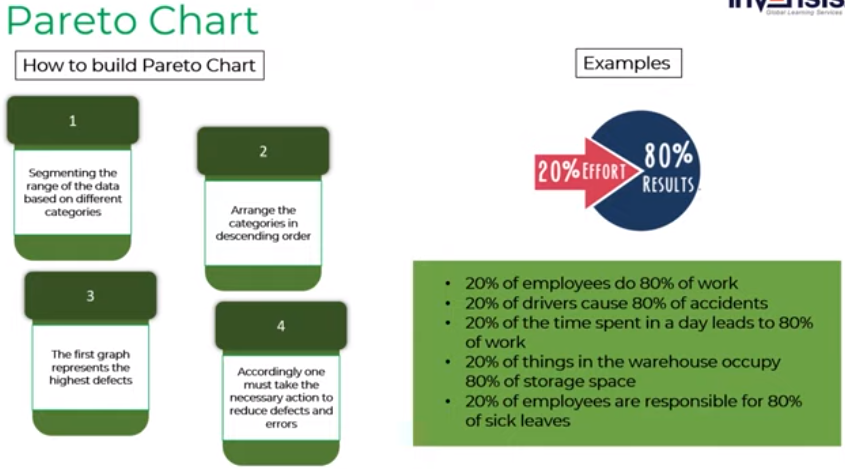 Pareto Chart
Global Learning Services
How to build Pareto Chart
Examples
1
Segmenting the
range of the data
based on different
categories
2
Arrange the
categories in
descending order
3
The first graph
represents the
highest defects
4
Accordingly one
must take the
necessary action to
reduce defects and
errors
20% EFFORT
80%
RESULTS
• 20% of employees do 80% of work
• 20% of drivers cause 80% of accidents
• 20% of the time spent in a day leads to 80%
of work
• 20% of things in the warehouse occupy
80% of storage space
• 20% of employees are responsible for 80%
of sick leaves